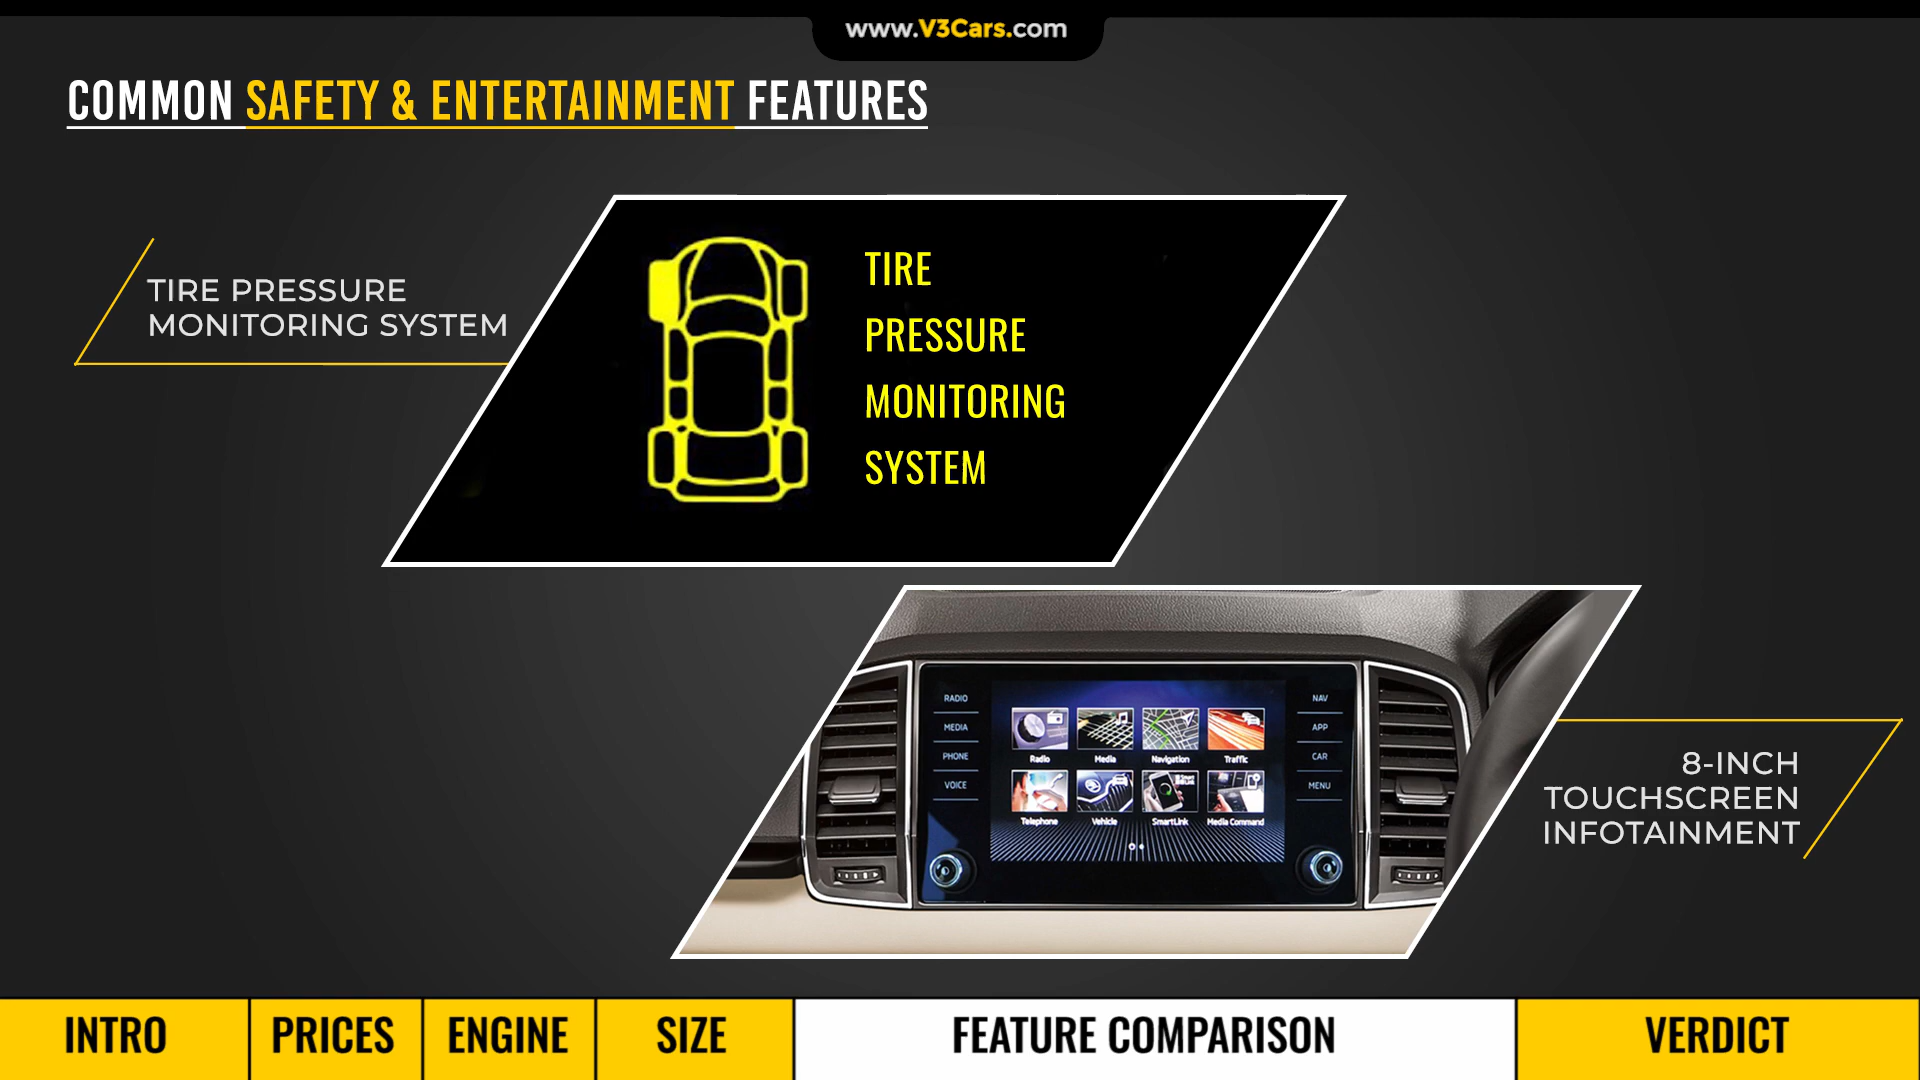 www.V3Cars.com
COMMON SAFETY & ENTERTAINMENT FEATURES
TIRE PRESSURE
MONITORING SYSTEM
TIRE
PRESSURE
MONITORING
SYSTEM
RADIO
MEDIA
PHONE
VOICE
Radio Media Navigation Traffic
Telephone Vehicle SmartLink Media Command
NAV
APP
CAR
MENU
8-INCH
TOUCHSCREEN
INFOTAINMENT
INTRO PRICES ENGINE SIZE FEATURE COMPARISON VERDICT